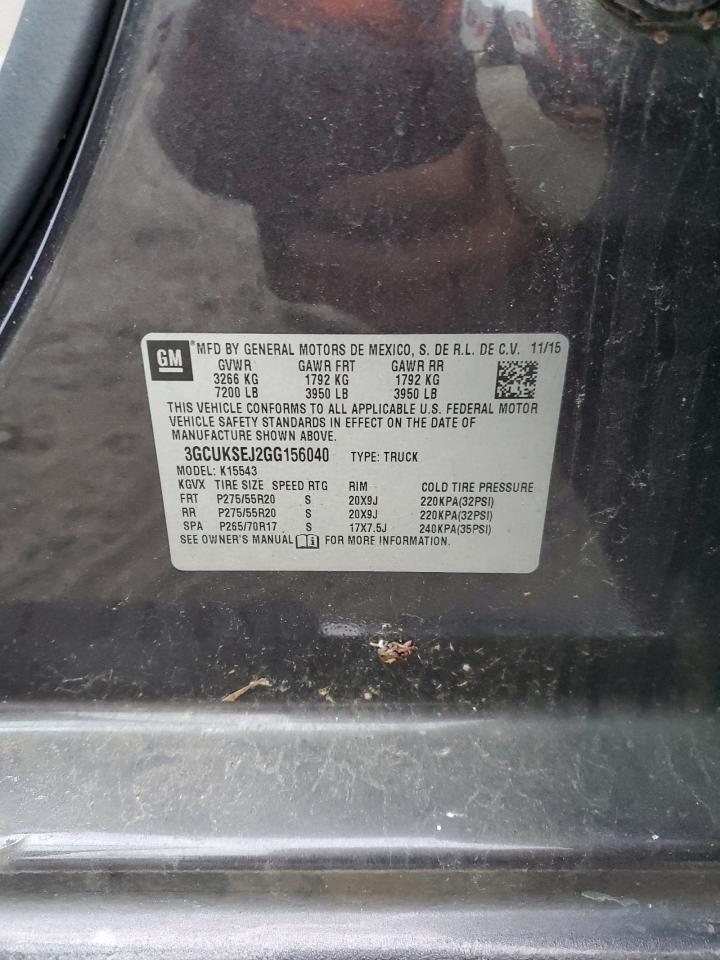 GM ® MFD BY GENERAL MOTORS DE MEXICO, S. DE R.L. DE C.V. 11/15
GVWR GAWR FRT GAWR RR
3266 KG 1792 KG 1792 KG
7200 LB 3950 LB 3950 LB
THIS VEHICLE CONFORMS TO ALL APPLICABLE U.S. FEDERAL MOTOR
VEHICLE SAFETY STANDARDS IN EFFECT ON THE DATE OF
MANUFACTURE SHOWN ABOVE.
3GCUKSEJ2GG156040 TYPE: TRUCK
MODEL: K15543
KGVX TIRE SIZE SPEED RTG RIM COLD TIRE PRESSURE
FRT P275/55R20 S 20X9J 220KPA(32PSI)
RR P275/55R20 S 20X9J 220KPA(32PSI)
SPA P265/70R17 S 17X7.5J 240KPA(35PSI)
SEE OWNER'S MANUAL i FOR MORE INFORMATION.